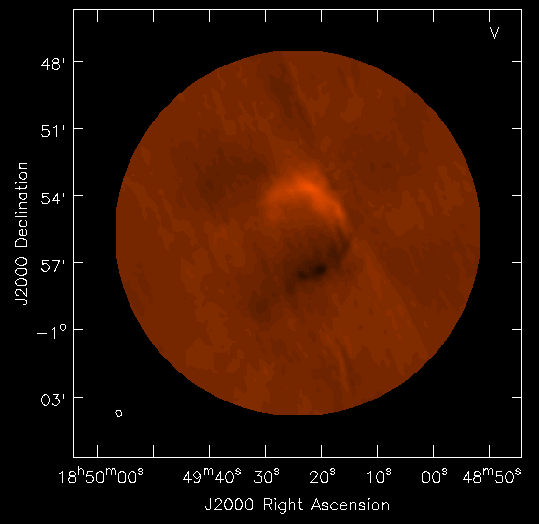 V
48'
51'
54'
57'
-1°
03'
J2000 Declination
18ʰ50ᵐ00ˢ 49ᵐ40ˢ 30ˢ 20ˢ 10ˢ 00ˢ 48ᵐ50ˢ
J2000 Right Ascension